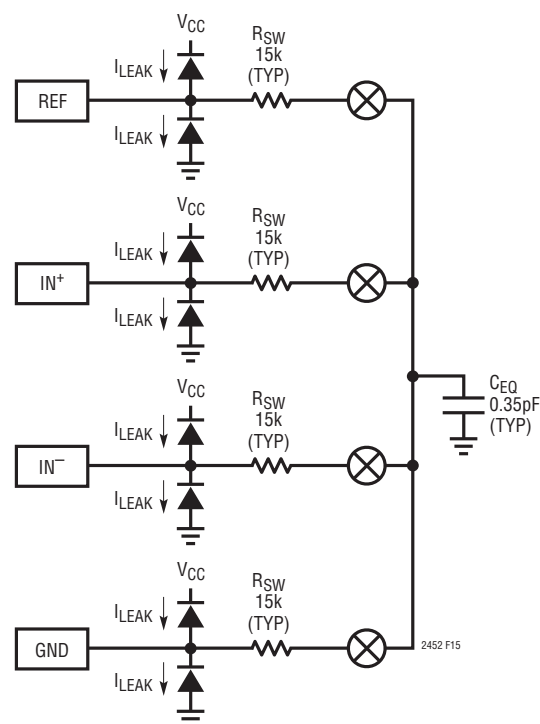 VCC
ILEAK
RSW
15k
(TYP)
REF
ILEAK
VCC
ILEAK
RSW
15k
(TYP)
IN+
ILEAK
CEQ
0.35pF
(TYP)
VCC
ILEAK
RSW
15k
(TYP)
IN–
ILEAK
VCC
ILEAK
RSW
15k
(TYP)
GND
ILEAK
2452 F15